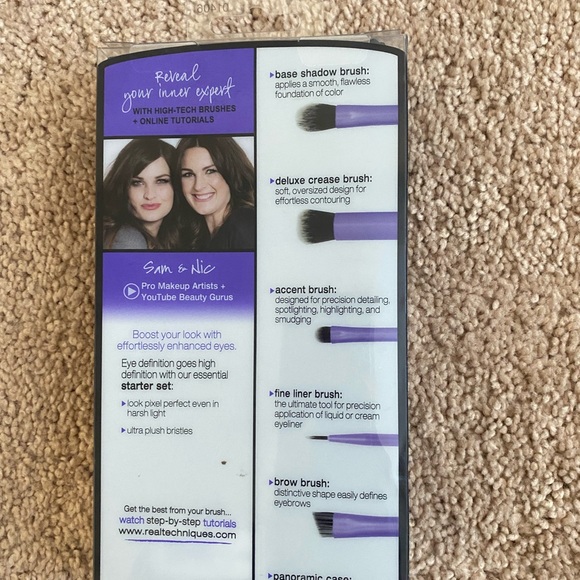 Reveal
your inner expert
WITH HIGH-TECH BRUSHES
+ ONLINE TUTORIALS
Sam & Nic
Pro Makeup Artists +
YouTube Beauty Gurus
Boost your look with
effortlessly enhanced eyes.
Eye definition goes high
definition with our essential
starter set:
look pixel perfect even in
harsh light
ultra plush bristles
Get the best from your brush...
watch step-by-step tutorials
www.realtechniques.com
base shadow brush:
applies a smooth, flawless
foundation of color
deluxe crease brush:
soft, oversized design for
effortless contouring
accent brush:
designed for precision detailing,
spotlighting, highlighting, and
smudging
fine liner brush:
the ultimate tool for precision
application of liquid or cream
eyeliner
brow brush:
distinctive shape easily defines
eyebrows
panoramic case: